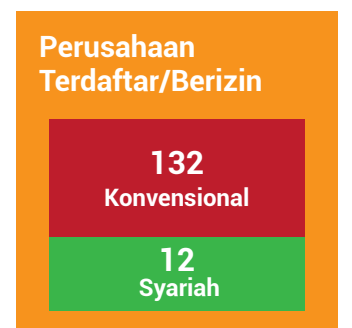 Perusahaan
Terdaftar/Berizin
132
Konvensional
12
Syariah